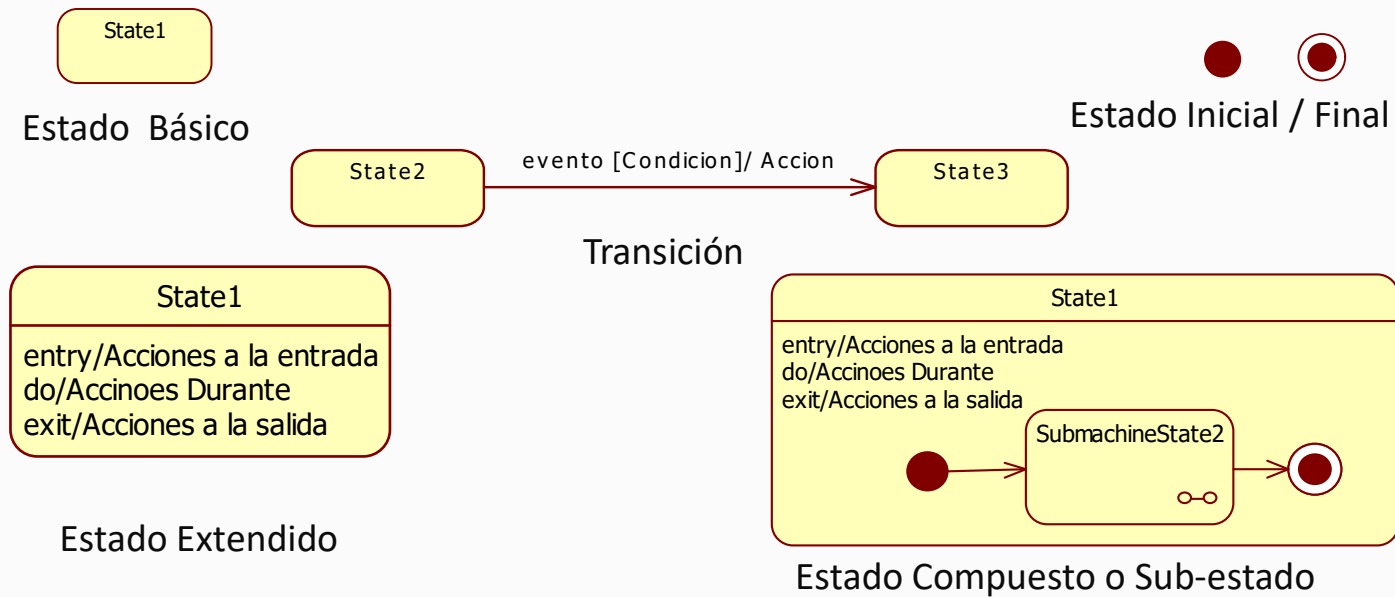 State1
Estado Básico
Estado Inicial / Final
State2
evento [Condicion]/ Accion
State3
Transición
State1
entry/Acciones a la entrada
do/Accinoes Durante
exit/Acciones a la salida
Estado Extendido
State1
entry/Acciones a la entrada
do/Accinoes Durante
exit/Acciones a la salida
SubmachineState2
Estado Compuesto o Sub-estado